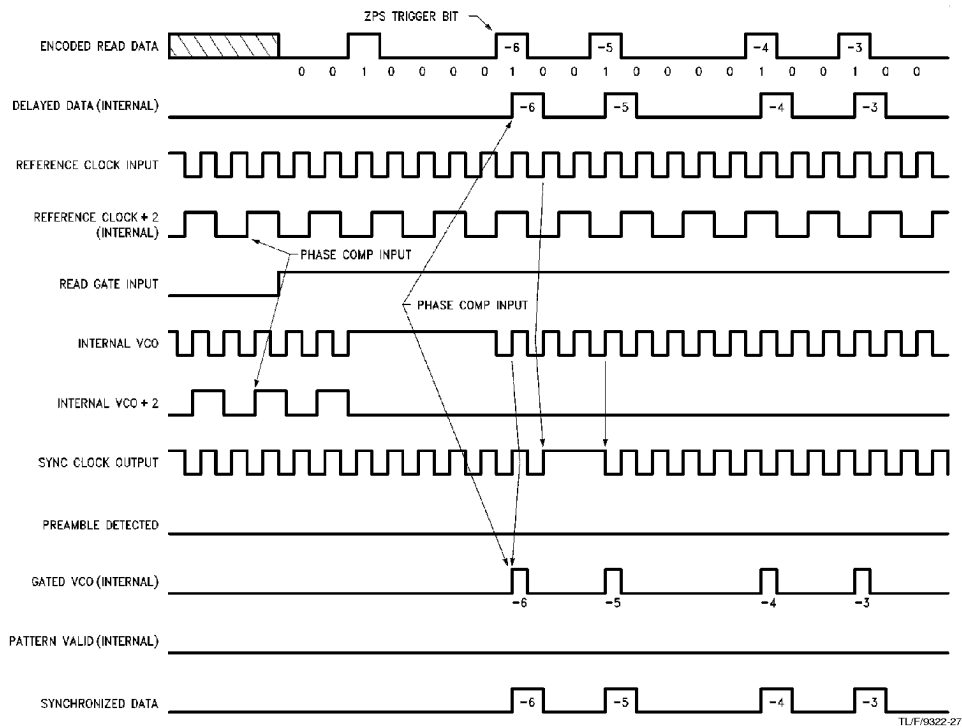 ZPS TRIGGER BIT
ENCODED READ DATA
-6 -5 -4 -3
0 0 1 0 0 0 0 1 0 0 1 0 0 0 0 1 0 0 1 0 0
DELAYED DATA (INTERNAL)
-6 -5 -4 -3
REFERENCE CLOCK INPUT
REFERENCE CLOCK + 2
(INTERNAL)
PHASE COMP INPUT
READ GATE INPUT
PHASE COMP INPUT
INTERNAL VCO
INTERNAL VCO + 2
SYNC CLOCK OUTPUT
PREAMBLE DETECTED
GATED VCO (INTERNAL)
-6 -5 -4 -3
PATTERN VALID (INTERNAL)
SYNCHRONIZED DATA
-6 -5 -4 -3
TL/F/9322-27